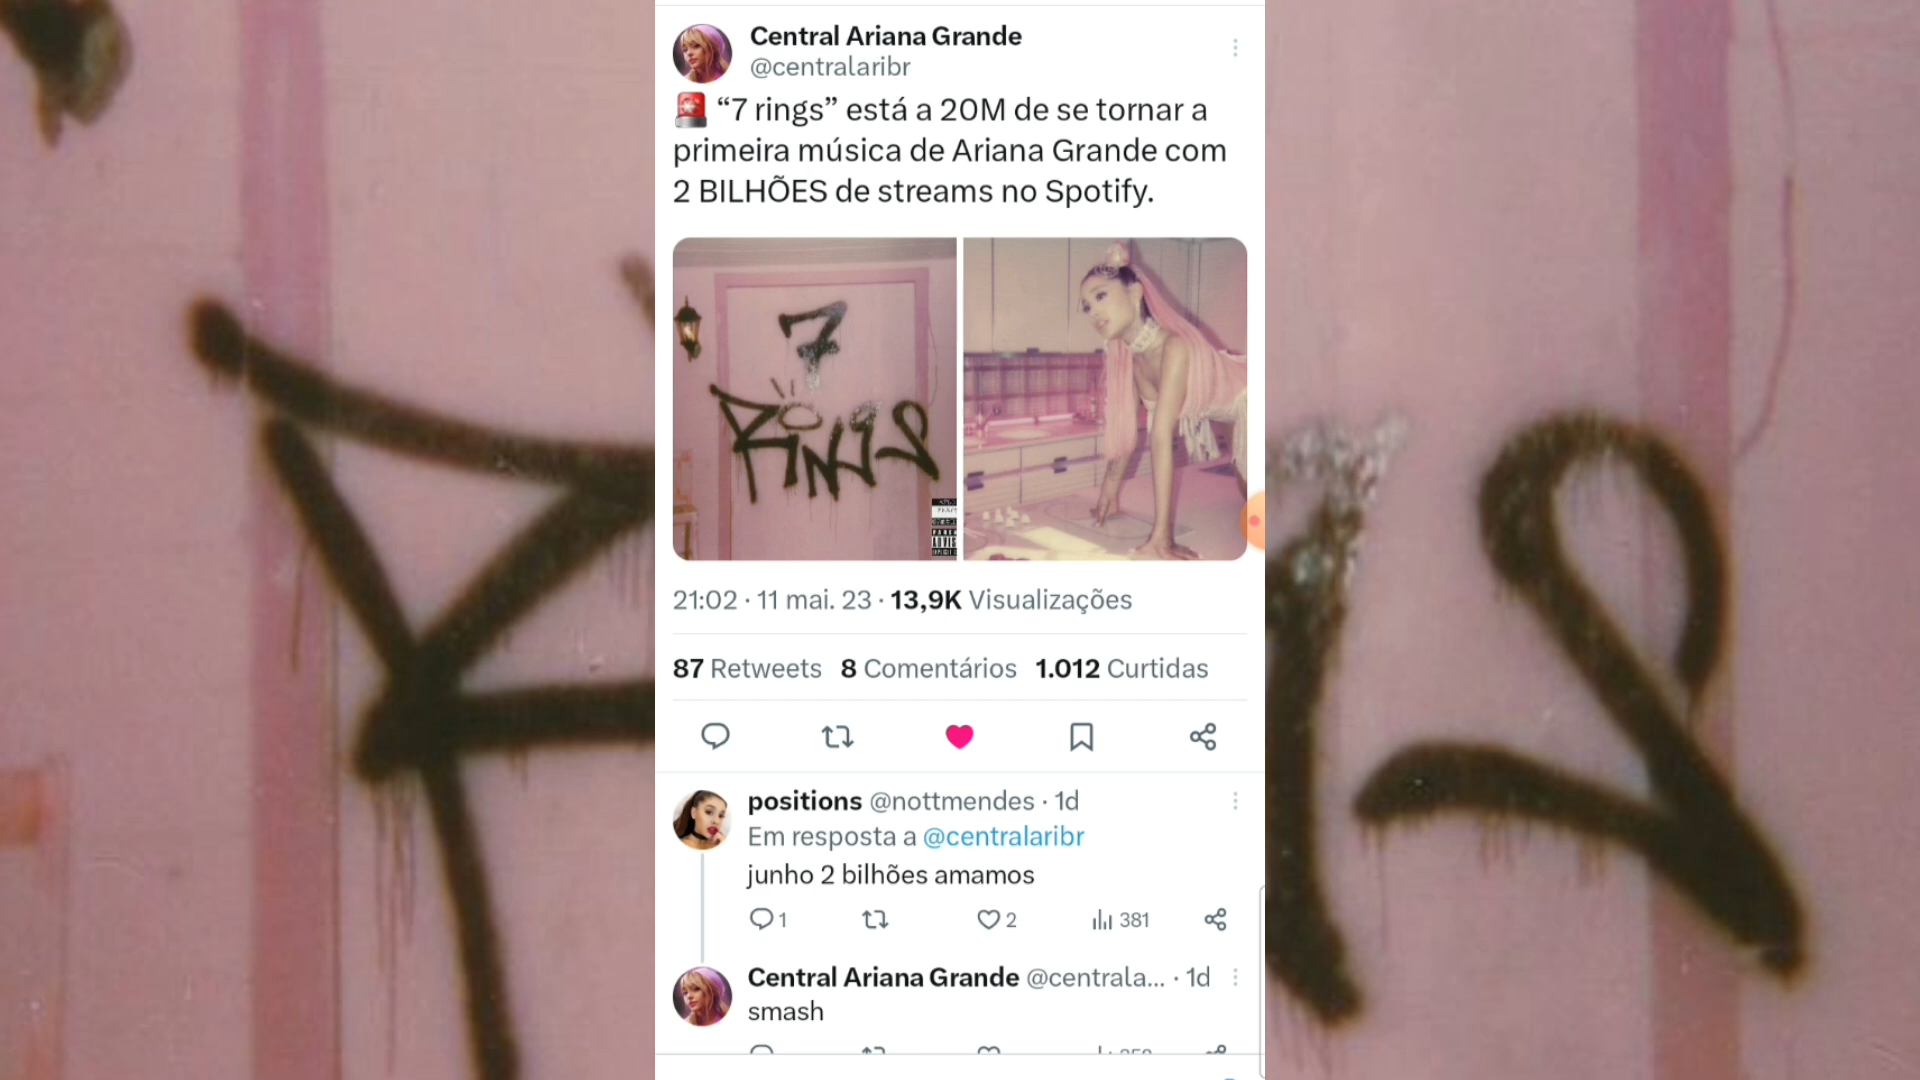 Central Ariana Grande
@centralaribr
🚨 “7 rings” está a 20M de se tornar a
primeira música de Ariana Grande com
2 BILHÕES de streams no Spotify.
7
RINGS
21:02 · 11 mai. 23 · 13,9K Visualizações
87 Retweets 8 Comentários 1.012 Curtidas
positions @nottmendes · 1d
Em resposta a @centralaribr
junho 2 bilhões amamos
1 2 381
Central Ariana Grande @centrala... · 1d
smash